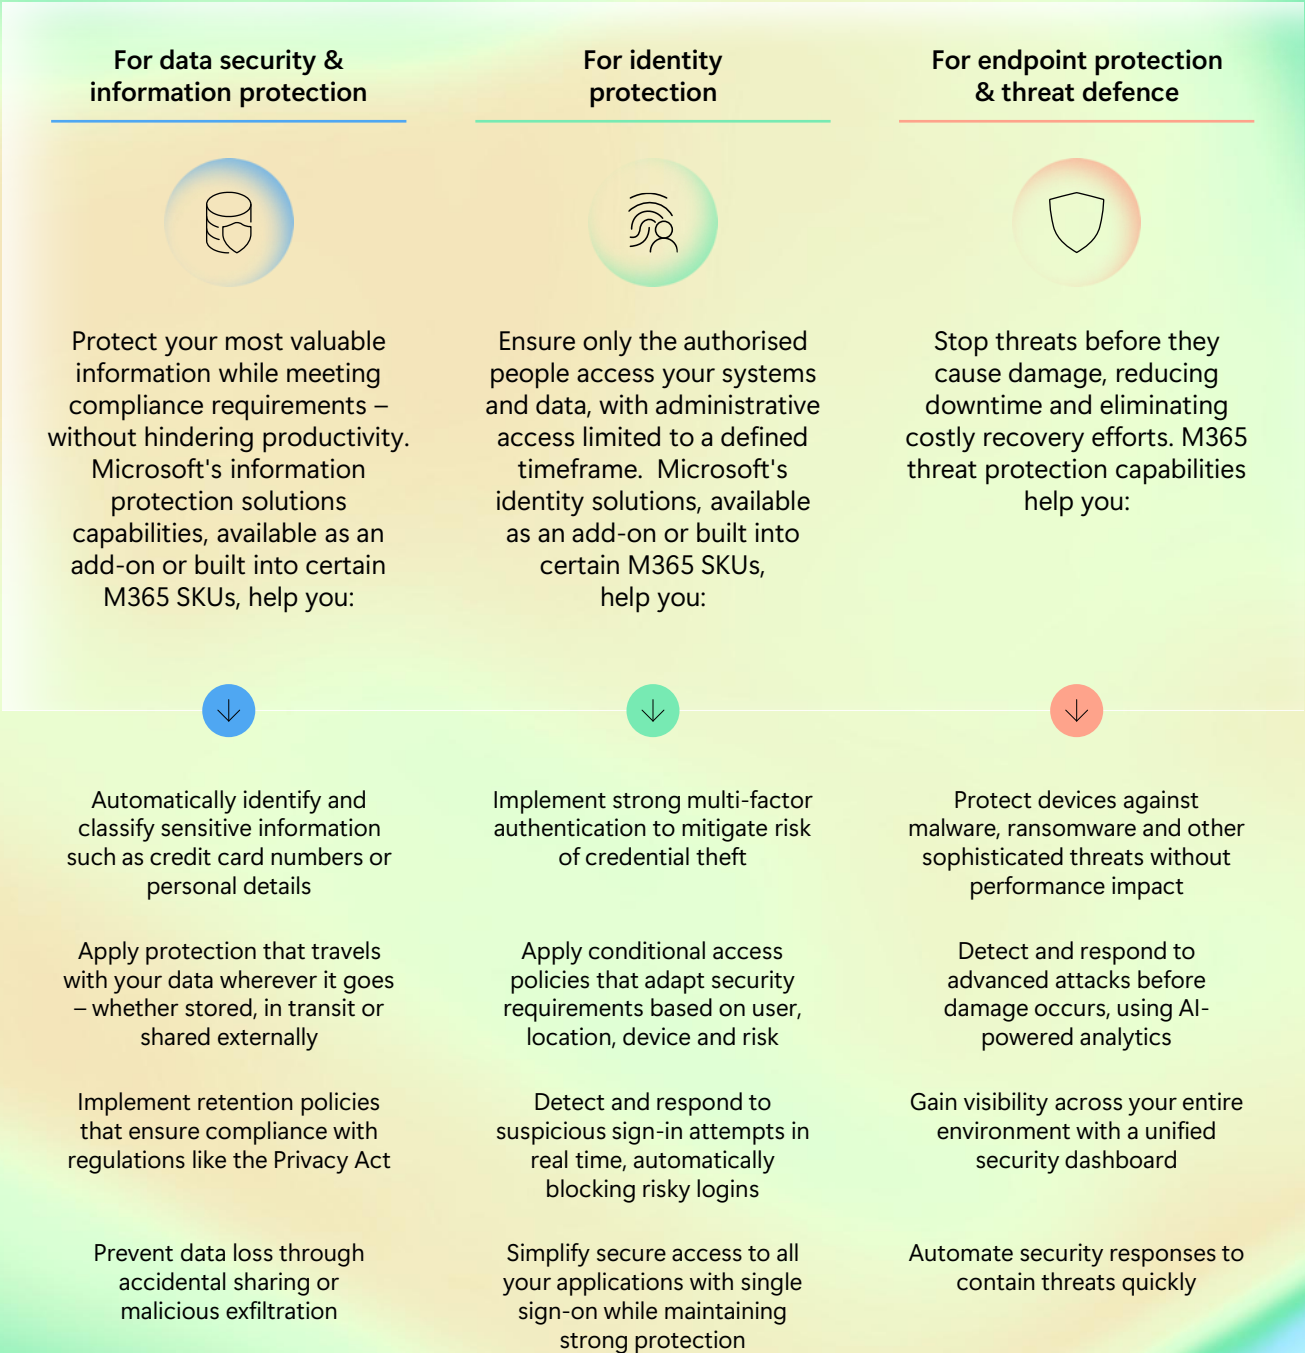 For data security &
information protection
Protect your most valuable
information while meeting
compliance requirements –
without hindering productivity.
Microsoft's information
protection solutions
capabilities, available as an
add-on or built into certain
M365 SKUs, help you:
Automatically identify and
classify sensitive information
such as credit card numbers or
personal details
Apply protection that travels
with your data wherever it goes
– whether stored, in transit or
shared externally
Implement retention policies
that ensure compliance with
regulations like the Privacy Act
Prevent data loss through
accidental sharing or
malicious exfiltration
For identity
protection
Ensure only the authorised
people access your systems
and data, with administrative
access limited to a defined
timeframe.  Microsoft's
identity solutions, available
as an add-on or built into
certain M365 SKUs,
help you:
Implement strong multi-factor
authentication to mitigate risk
of credential theft
Apply conditional access
policies that adapt security
requirements based on user,
location, device and risk
Detect and respond to
suspicious sign-in attempts in
real time, automatically
blocking risky logins
Simplify secure access to all
your applications with single
sign-on while maintaining
strong protection
For endpoint protection
& threat defence
Stop threats before they
cause damage, reducing
downtime and eliminating
costly recovery efforts. M365
threat protection capabilities
help you:
Protect devices against
malware, ransomware and other
sophisticated threats without
performance impact
Detect and respond to
advanced attacks before
damage occurs, using AI-
powered analytics
Gain visibility across your entire
environment with a unified
security dashboard
Automate security responses to
contain threats quickly